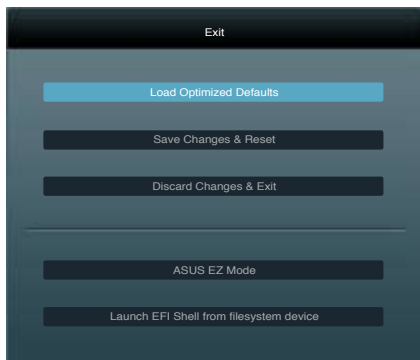 Exit
Load Optimized Defaults
Save Changes & Reset
Discard Changes & Exit
ASUS EZ Mode
Launch EFI Shell from filesystem device